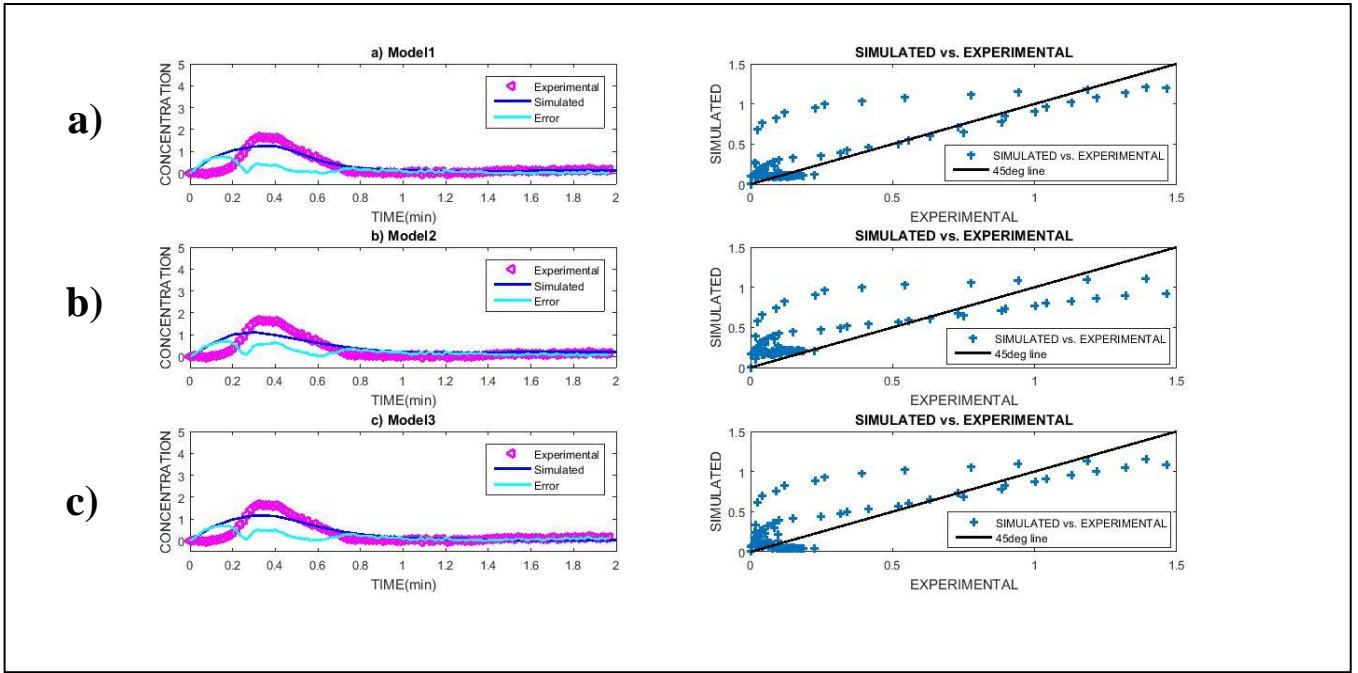 a)
a) Model1
CONCENTRATION
5
4
3
2
1
0
Experimental
Simulated
Error
0 0.2 0.4 0.6 0.8 1 1.2 1.4 1.6 1.8 2
TIME(min)
SIMULATED vs. EXPERIMENTAL
SIMULATED
1.5
1
0.5
0
SIMULATED vs. EXPERIMENTAL
45deg line
0 0.5 1 1.5
EXPERIMENTAL
b)
b) Model2
CONCENTRATION
5
4
3
2
1
0
Experimental
Simulated
Error
0 0.2 0.4 0.6 0.8 1 1.2 1.4 1.6 1.8 2
TIME(min)
SIMULATED vs. EXPERIMENTAL
SIMULATED
1.5
1
0.5
0
SIMULATED vs. EXPERIMENTAL
45deg line
0 0.5 1 1.5
EXPERIMENTAL
c)
c) Model3
CONCENTRATION
5
4
3
2
1
0
Experimental
Simulated
Error
0 0.2 0.4 0.6 0.8 1 1.2 1.4 1.6 1.8 2
TIME(min)
SIMULATED vs. EXPERIMENTAL
SIMULATED
1.5
1
0.5
0
SIMULATED vs. EXPERIMENTAL
45deg line
0 0.5 1 1.5
EXPERIMENTAL